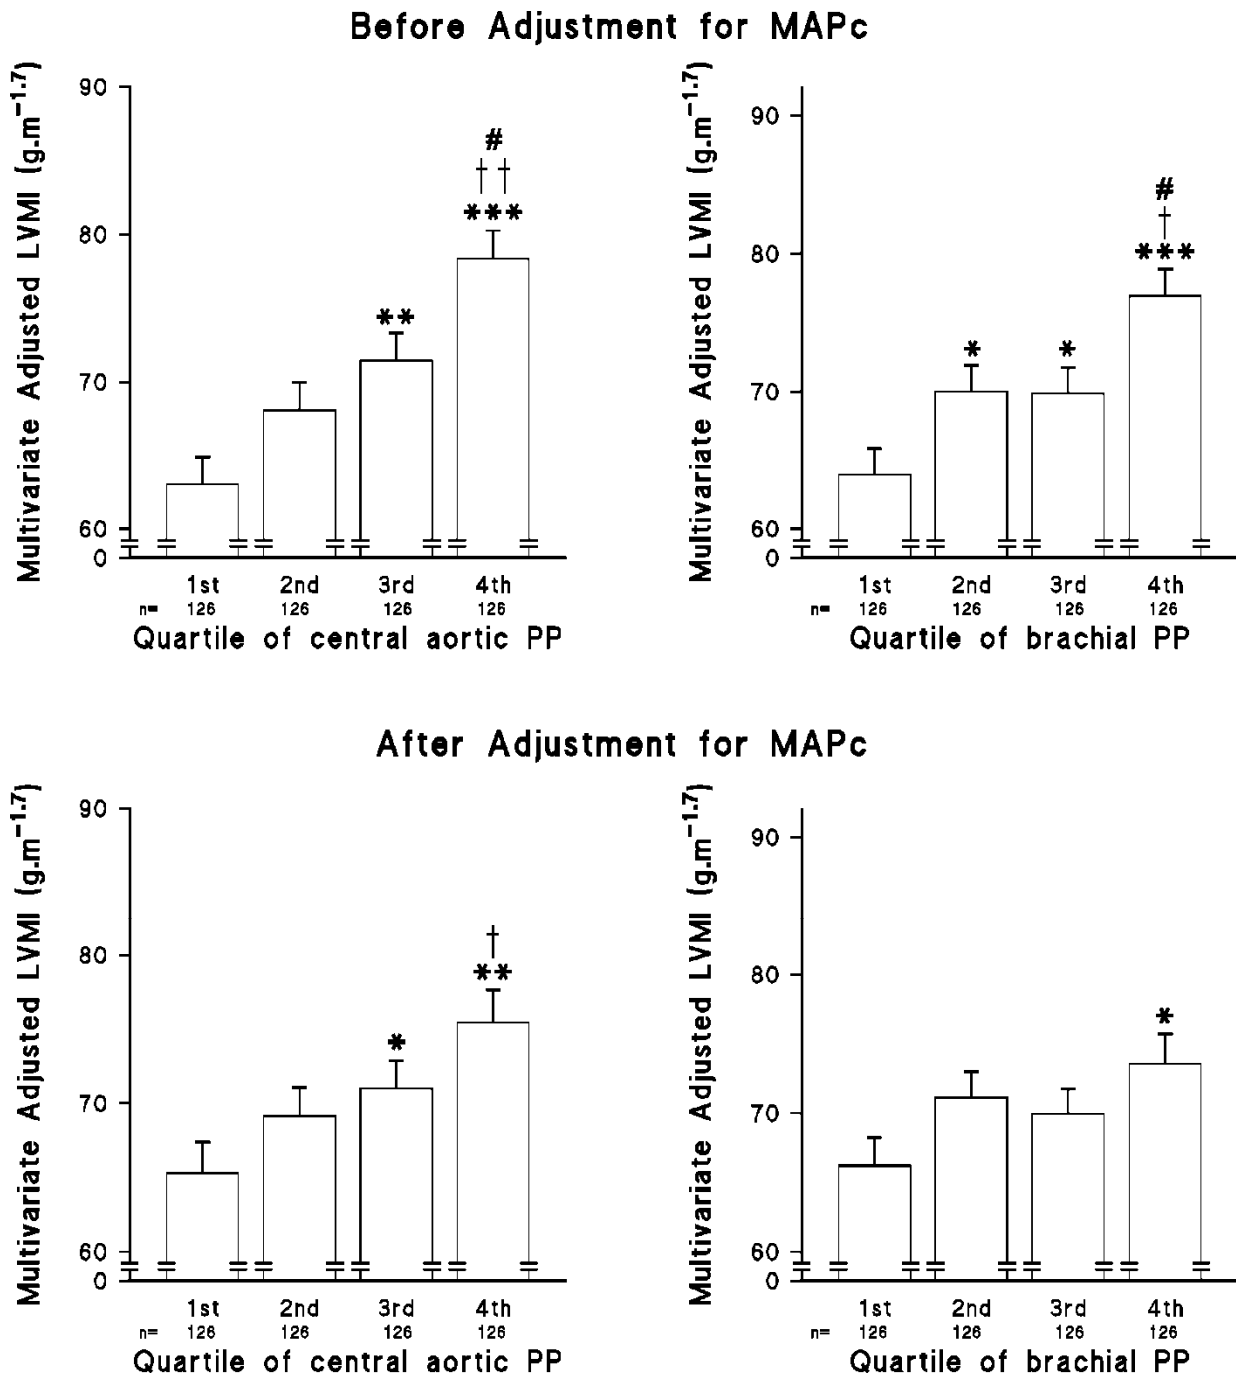 Before Adjustment for MAPc
Multivariate Adjusted LVMI (g.m⁻¹·⁷)
90
80
70
60
0
**
#
† †
***
1st 2nd 3rd 4th
n= 126 126 126 126
Quartile of central aortic PP
Multivariate Adjusted LVMI (g.m⁻¹·⁷)
90
80
70
60
0
*
*
#
†
***
1st 2nd 3rd 4th
n= 126 126 126 126
Quartile of brachial PP
After Adjustment for MAPc
Multivariate Adjusted LVMI (g.m⁻¹·⁷)
90
80
70
60
0
*
†
**
1st 2nd 3rd 4th
n= 126 126 126 126
Quartile of central aortic PP
Multivariate Adjusted LVMI (g.m⁻¹·⁷)
90
80
70
60
0
*
1st 2nd 3rd 4th
n= 126 126 126 126
Quartile of brachial PP